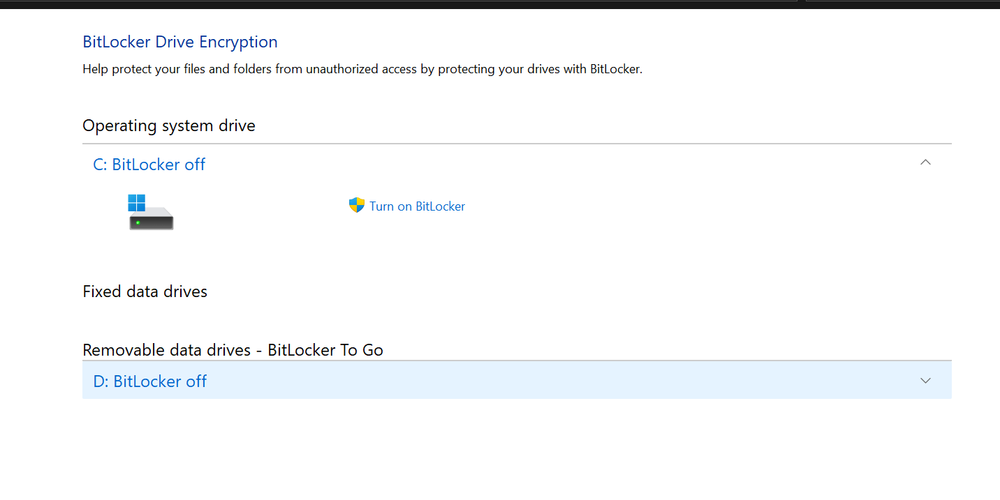 BitLocker Drive Encryption
Help protect your files and folders from unauthorized access by protecting your drives with BitLocker.
Operating system drive
C: BitLocker off
Turn on BitLocker
Fixed data drives
Removable data drives - BitLocker To Go
D: BitLocker off